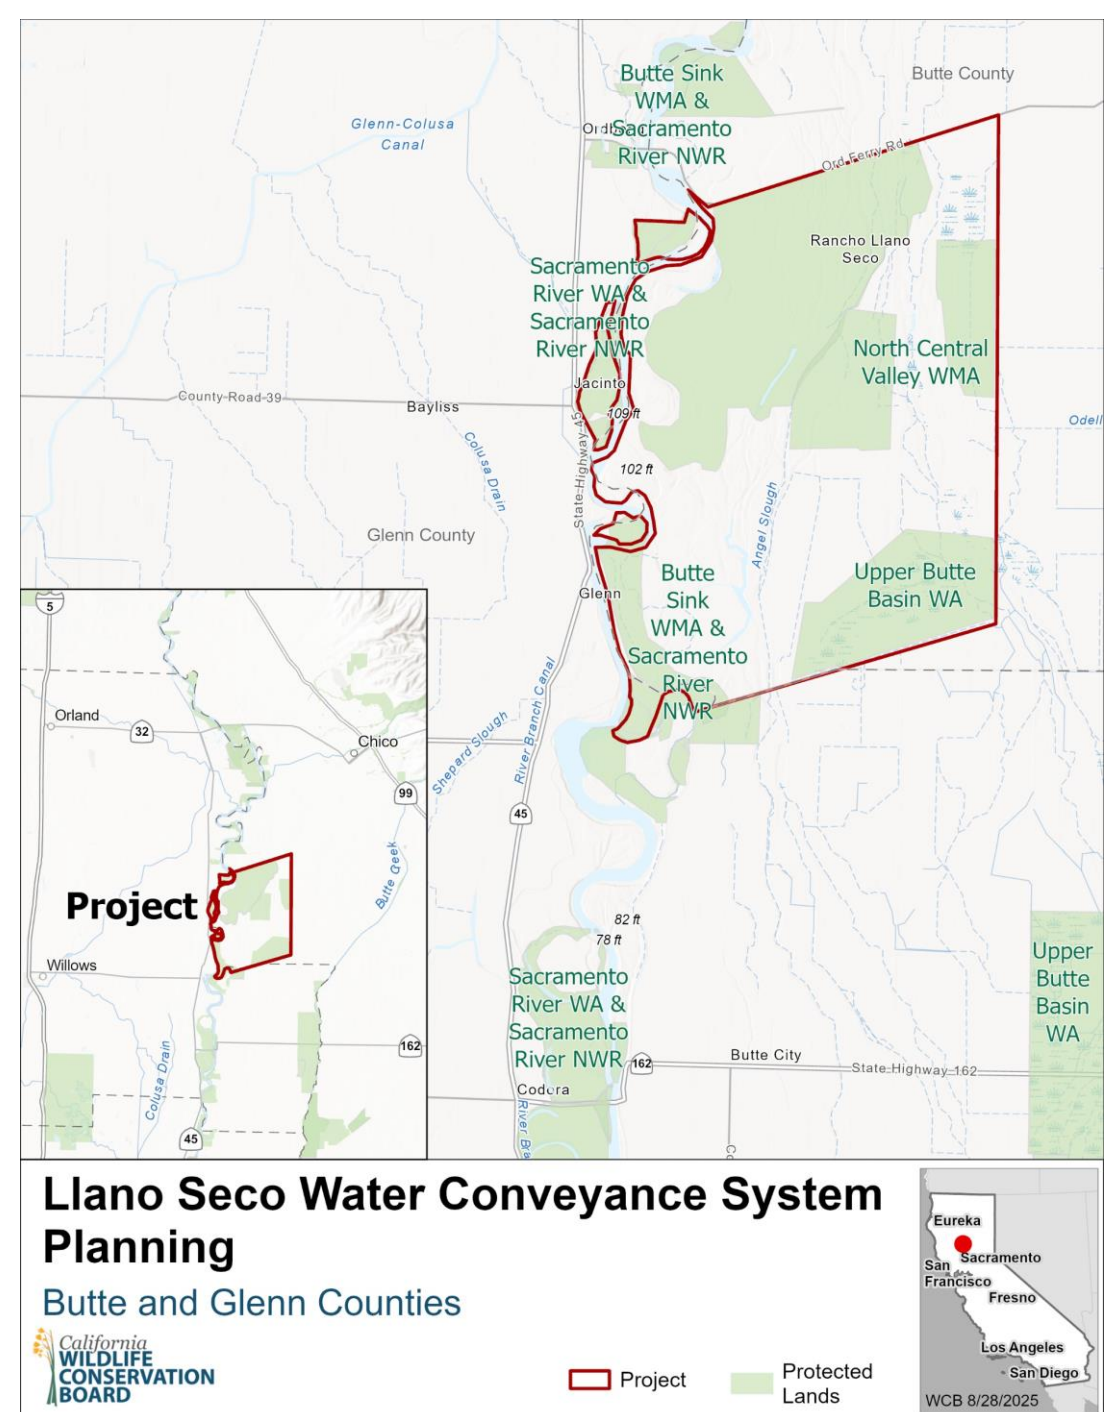 Butte Sink
WMA &
Sacramento
River NWR
Butte County
Glenn-Colusa
Canal
Ord Ferry Rd
Rancho Llano
Seco
Sacramento
River WA &
Sacramento
River NWR
North Central
Valley WMA
Jacinto
County Road 39
Bayliss
109 ft
Odell
State Highway 45
Colusa Drain
102 ft
Angel Slough
Glenn County
Upper Butte
Basin WA
Butte
Sink
WMA &
Sacramento
River
NWR
Glenn
River Branch Canal
Shepard Slough
45
82 ft
78 ft
Sacramento
River WA &
Sacramento
River NWR
Upper
Butte
Basin
WA
Butte City
162
State Highway 162
Codora
River Bra
Co
5
Orland
32
Chico
99
Butte Creek
Project
Willows
Colusa Drain
162
45
Llano Seco Water Conveyance System
Planning
Butte and Glenn Counties
California
WILDLIFE
CONSERVATION
BOARD
Project
Protected
Lands
Eureka
Sacramento
San
Francisco
Fresno
Los Angeles
San Diego
WCB 8/28/2025